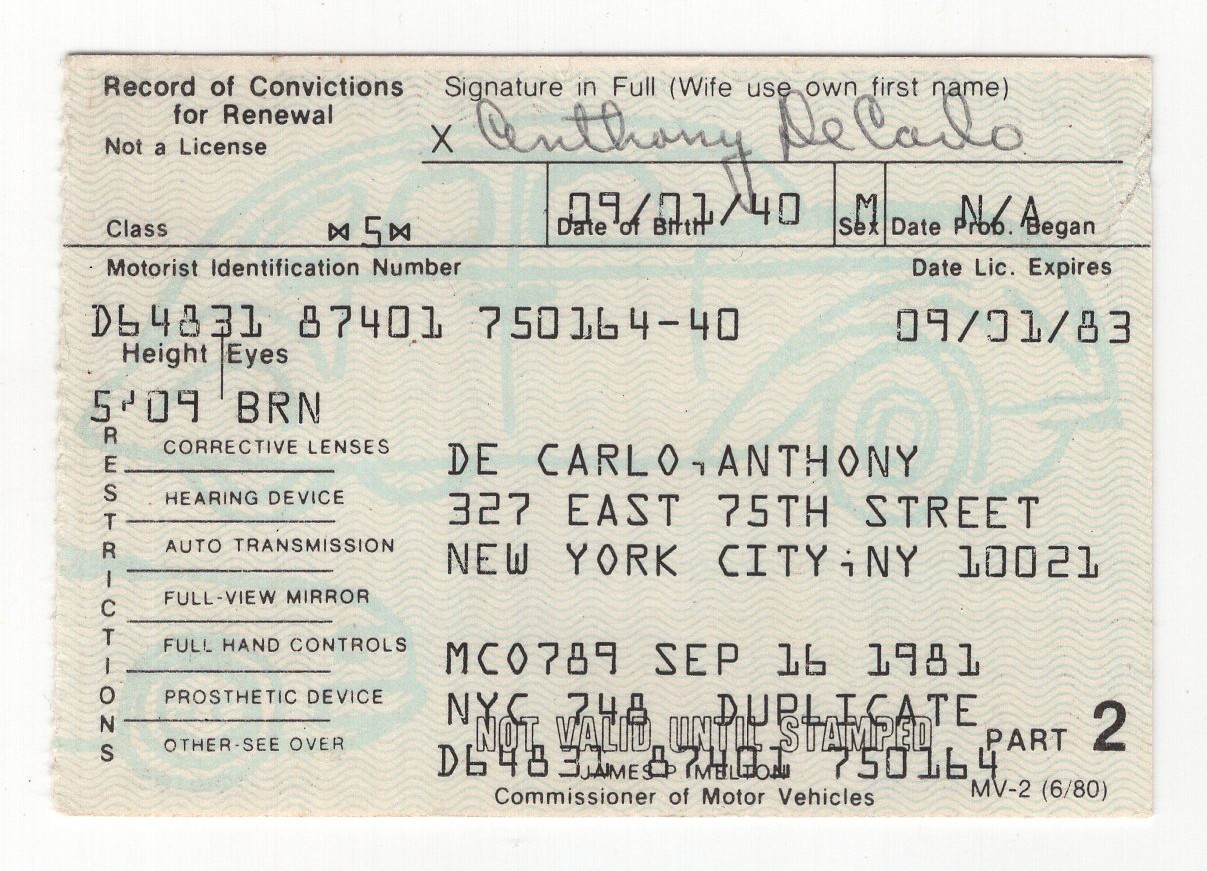 Record of Convictions for Renewal
Not a License
Signature in Full (Wife use own first name)
X Anthony De Carlo
Class ⋈ 5 ⋈
09/01/40
Date of Birth
M
Sex
N/A
Date Prob. Began
Motorist Identification Number
Date Lic. Expires
D64831 87401 750164-40
09/01/83
Height Eyes
5'09 BRN
RESTRICTIONS
CORRECTIVE LENSES
HEARING DEVICE
AUTO TRANSMISSION
FULL-VIEW MIRROR
FULL HAND CONTROLS
PROSTHETIC DEVICE
OTHER-SEE OVER
DE CARLO,ANTHONY
327 EAST 75TH STREET
NEW YORK CITY;NY 10021
MC0789 SEP 16 1981
NYC 748 DUPLICATE
NOT VALID UNTIL STAMPED
PART 2
D64831 87401 750164
JAMES P. MELTON
Commissioner of Motor Vehicles
MV-2 (6/80)